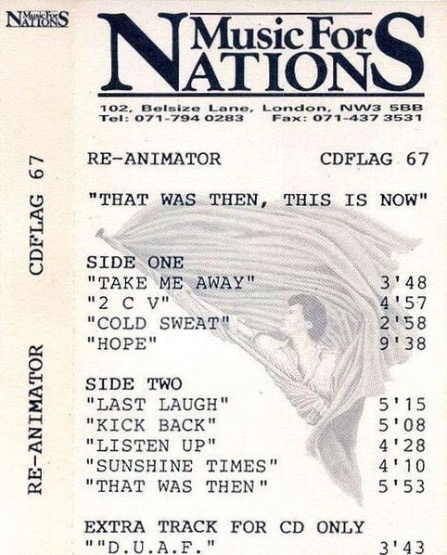 Music For Nations
Music For
NATIONS
102, Belsize Lane, London, NW3 5BB
Tel: 071-794 0283 Fax: 071-437 3531
CDFLAG 67
RE-ANIMATOR
RE-ANIMATOR CDFLAG 67
"THAT WAS THEN, THIS IS NOW"
SIDE ONE
"TAKE ME AWAY" 3'48
"2 C V" 4'57
"COLD SWEAT" 2'58
"HOPE" 9'38
SIDE TWO
"LAST LAUGH" 5'15
"KICK BACK" 5'08
"LISTEN UP" 4'28
"SUNSHINE TIMES" 4'10
"THAT WAS THEN" 5'53
EXTRA TRACK FOR CD ONLY
""D.U.A.F." 3'43